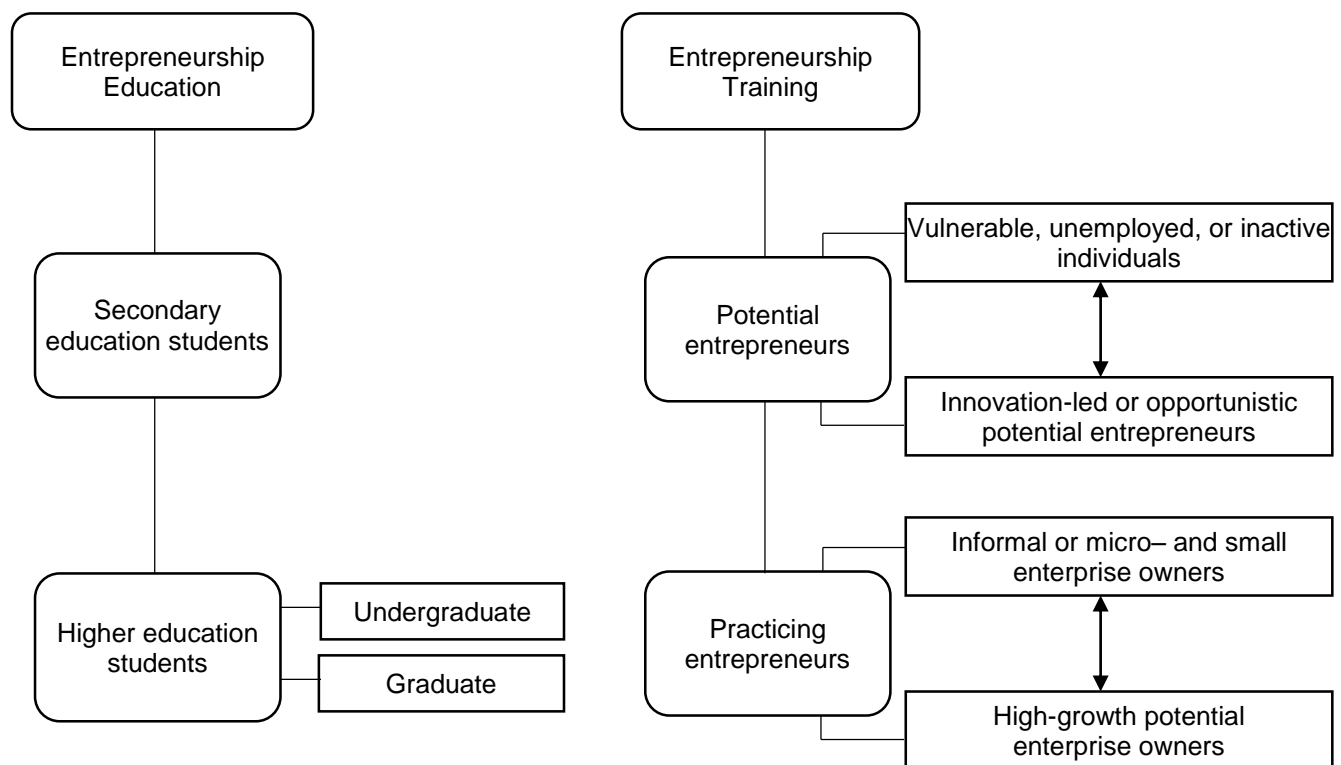 Entrepreneurship
Education
Secondary
education students
Higher education
students
Undergraduate
Graduate
Entrepreneurship
Training
Potential
entrepreneurs
Vulnerable, unemployed, or inactive
individuals
Innovation-led or opportunistic
potential entrepreneurs
Practicing
entrepreneurs
Informal or micro– and small
enterprise owners
High-growth potential
enterprise owners